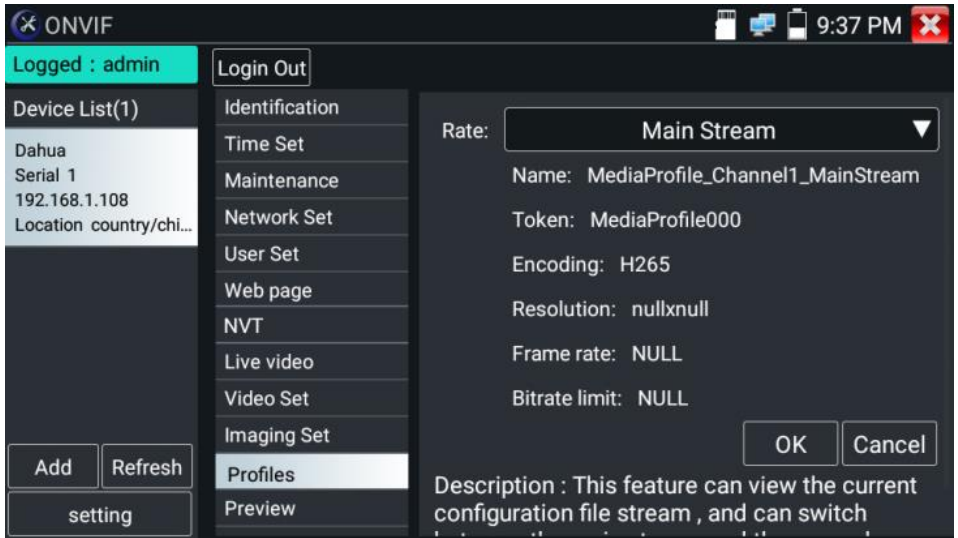 ONVIF
9:37 PM
Logged : admin
Login Out
Device List(1)
Dahua
Serial 1
192.168.1.108
Location country/chi...
Add
Refresh
setting
Identification
Time Set
Maintenance
Network Set
User Set
Web page
NVT
Live video
Video Set
Imaging Set
Profiles
Preview
Rate:
Main Stream
Name: MediaProfile_Channel1_MainStream
Token: MediaProfile000
Encoding: H265
Resolution: nullxnull
Frame rate: NULL
Bitrate limit: NULL
OK
Cancel
Description : This feature can view the current
configuration file stream , and can switch